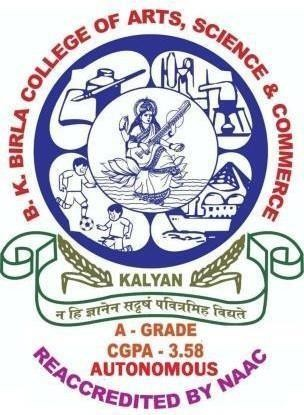 B. K. BIRLA COLLEGE OF ARTS, SCIENCE & COMMERCE
KALYAN
न हि ज्ञानेन सदृषं पवित्रमिह विद्यते
A - GRADE
CGPA - 3.58
AUTONOMOUS
REACCREDITED BY NAAC